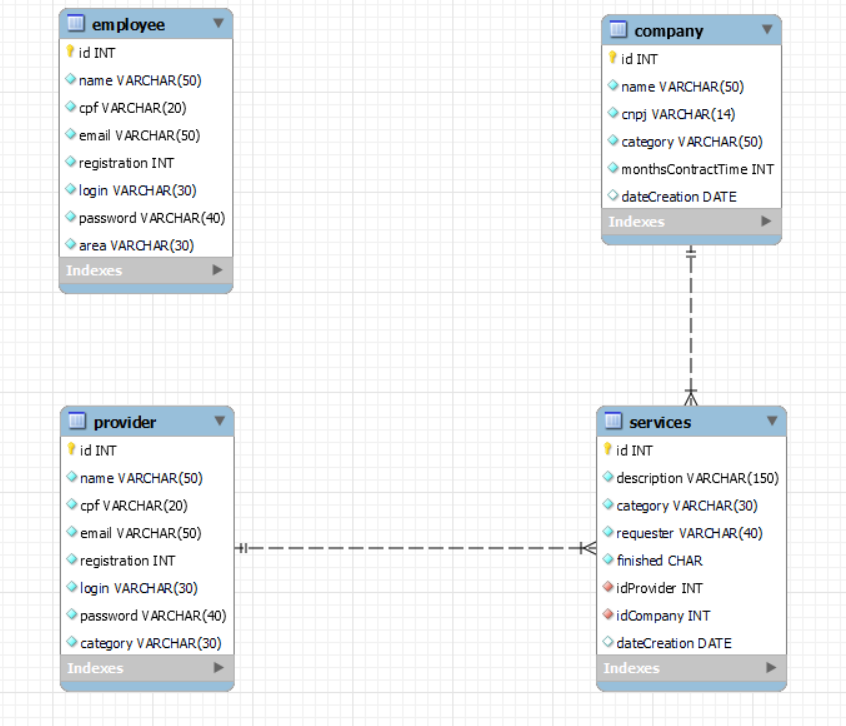 employee
id INT
name VARCHAR(50)
cpf VARCHAR(20)
email VARCHAR(50)
registration INT
login VARCHAR(30)
password VARCHAR(40)
area VARCHAR(30)
Indexes
company
id INT
name VARCHAR(50)
cnpj VARCHAR(14)
category VARCHAR(50)
monthsContractTime INT
dateCreation DATE
Indexes
provider
id INT
name VARCHAR(50)
cpf VARCHAR(20)
email VARCHAR(50)
registration INT
login VARCHAR(30)
password VARCHAR(40)
category VARCHAR(30)
Indexes
services
id INT
description VARCHAR(150)
category VARCHAR(30)
requester VARCHAR(40)
finished CHAR
idProvider INT
idCompany INT
dateCreation DATE
Indexes